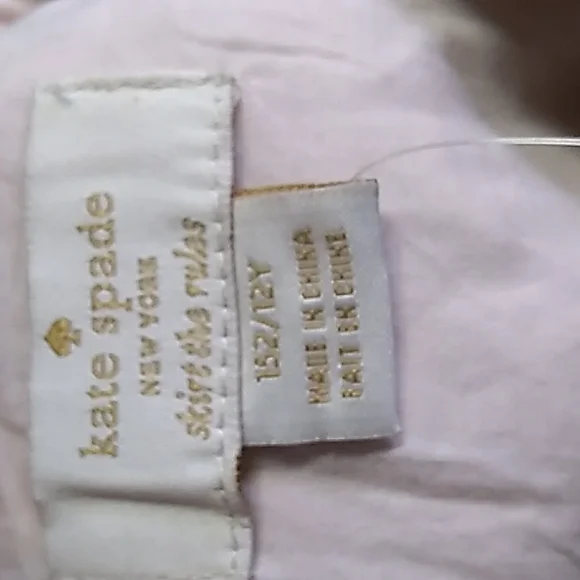 kate spade
NEW YORK
skirt the rules
152/12Y
MADE IN CHINA
FAIT EN CHINE